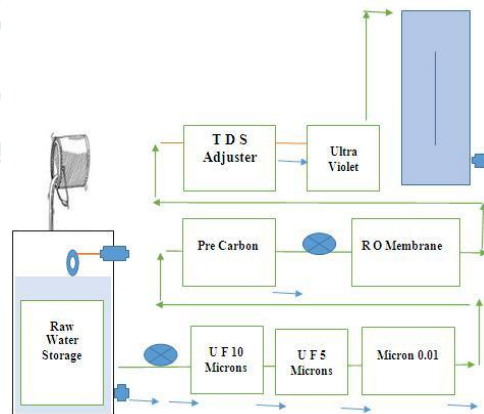 T D S
Adjuster
Ultra
Violet
Pre Carbon
R O Membrane
Raw
Water
Storage
U F 10
Microns
U F 5
Microns
Micron 0.01